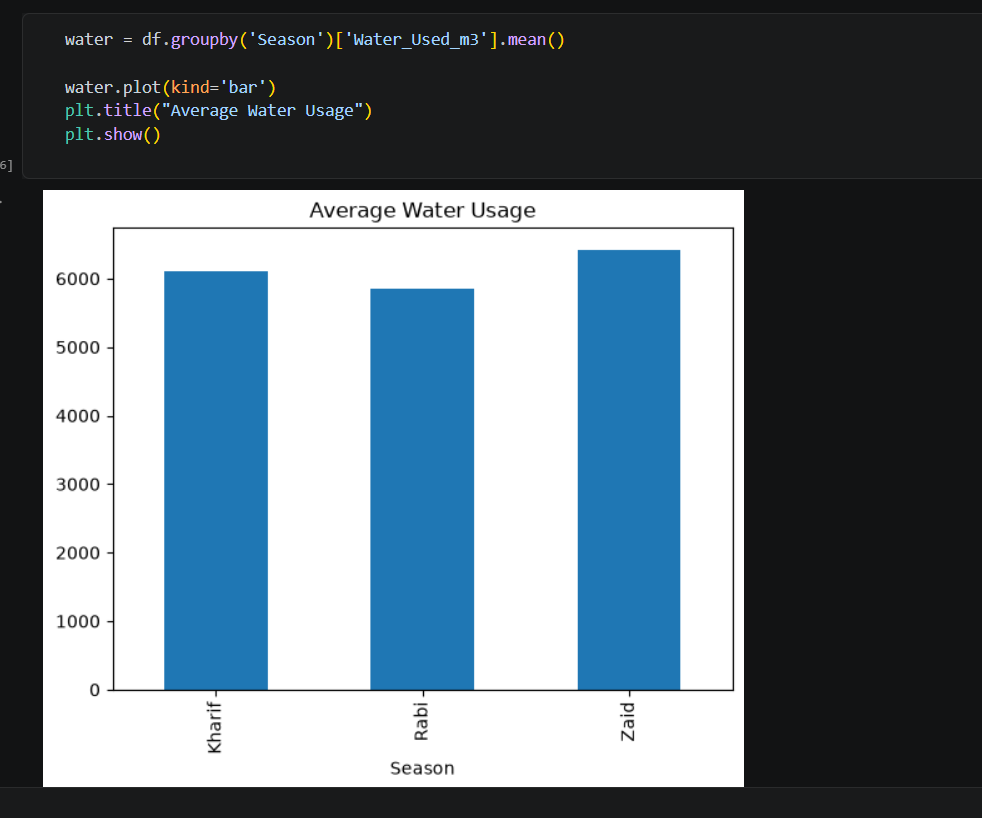 water = df.groupby('Season')['Water_Used_m3'].mean()
water.plot(kind='bar')
plt.title("Average Water Usage")
plt.show()
6]
Average Water Usage
6000
5000
4000
3000
2000
1000
0
Kharif
Rabi
Zaid
Season